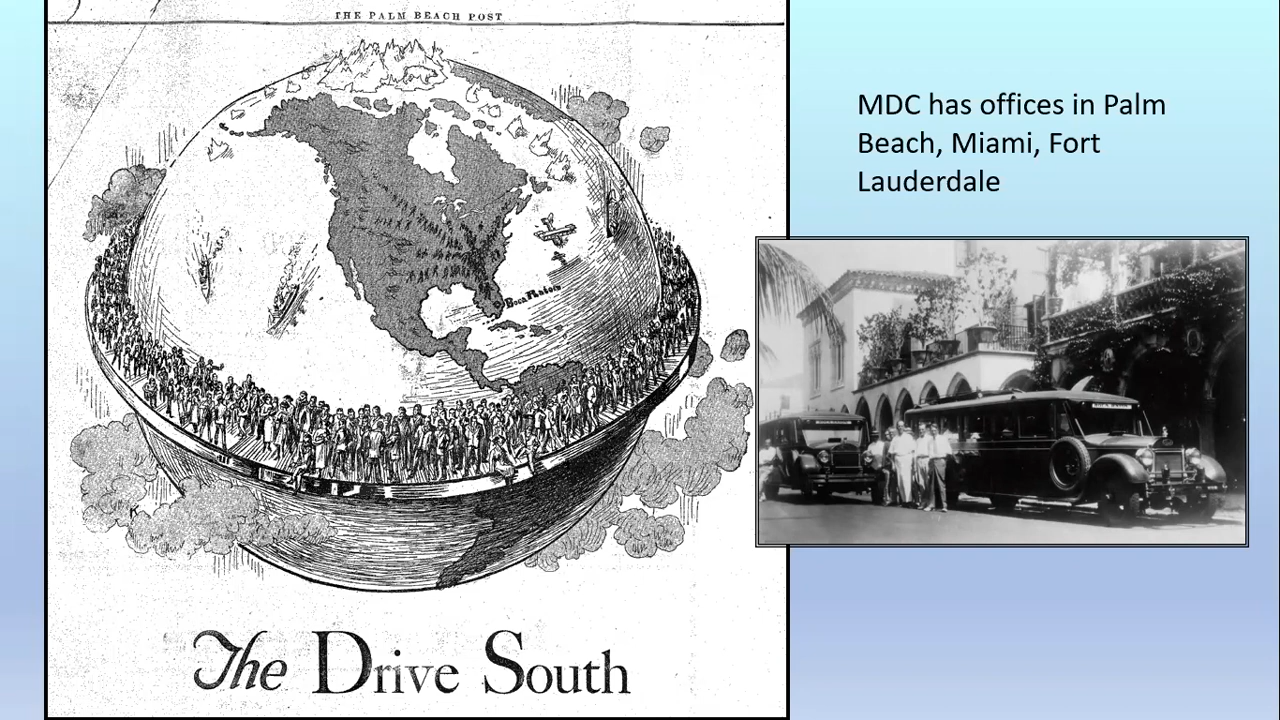 THE PALM BEACH POST
Boca Raton
The Drive South
MDC has offices in Palm
Beach, Miami, Fort
Lauderdale